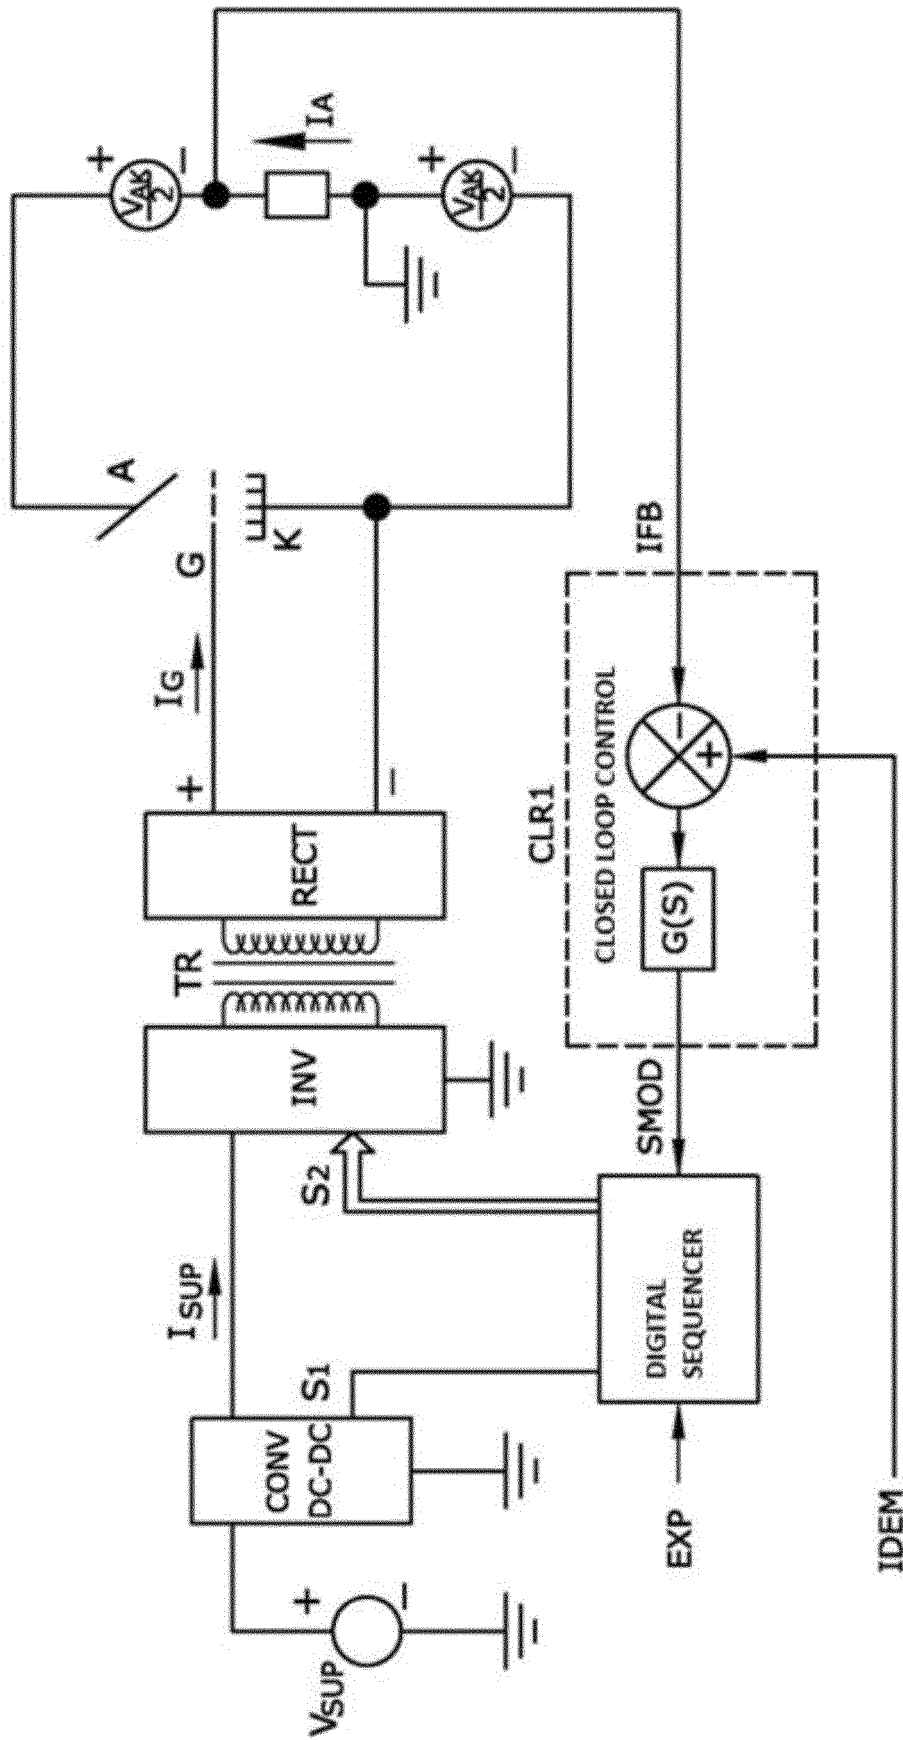 VSUP
+
−
CONV
DC-DC
S1
ISUP
S2
INV
TR
RECT
+
−
IG
G
A
K
+
VAK
2
−
IA
+
VAK
2
−
EXP
DIGITAL
SEQUENCER
SMOD
CLR1
CLOSED LOOP CONTROL
G(S)
−
+
IFB
IDEM